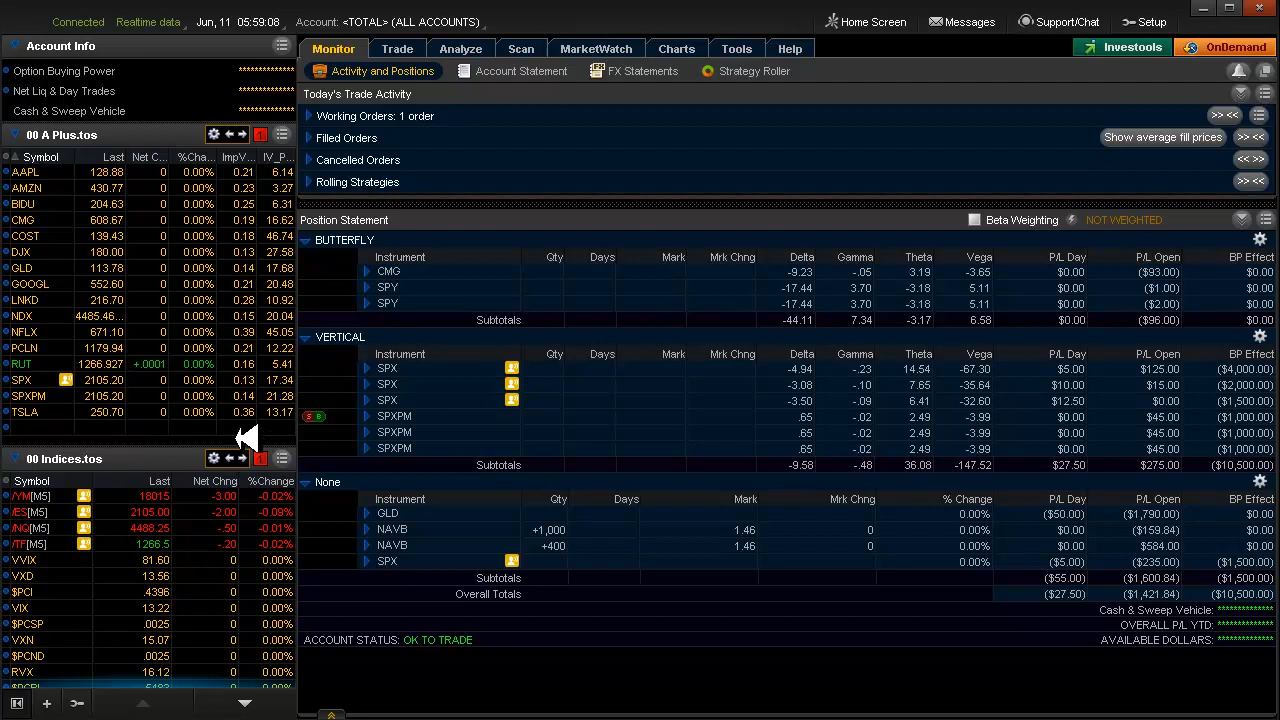 Connected Realtime data Jun, 11 05:59:08 Account: <TOTAL> (ALL ACCOUNTS) Home Screen Messages Support/Chat Setup
Account Info
Option Buying Power **************
Net Liq & Day Trades **************
Cash & Sweep Vehicle **************
00 A Plus.tos 1
Symbol Last Net C... %Cha... ImpV... IV_P...
AAPL 128.88 0 0.00% 0.21 6.14
AMZN 430.77 0 0.00% 0.23 3.27
BIDU 204.63 0 0.00% 0.25 6.31
CMG 608.67 0 0.00% 0.19 16.62
COST 139.43 0 0.00% 0.18 46.74
DJX 180.00 0 0.00% 0.13 27.58
GLD 113.78 0 0.00% 0.14 17.68
GOOGL 552.60 0 0.00% 0.21 20.48
LNKD 216.70 0 0.00% 0.28 10.92
NDX 4485.46... 0 0.00% 0.15 20.04
NFLX 671.10 0 0.00% 0.39 45.05
PCLN 1179.94 0 0.00% 0.21 12.22
RUT 1266.927 +.0001 0.00% 0.16 5.41
SPX 2105.20 0 0.00% 0.13 17.34
SPXPM 2105.20 0 0.00% 0.14 21.28
TSLA 250.70 0 0.00% 0.36 13.17
00 Indices.tos 1
Symbol Last Net Chng %Change
/YM[M5] 18015 -3.00 -0.02%
/ES[M5] 2105.00 -2.00 -0.09%
/NQ[M5] 4488.25 -.50 -0.01%
/TF[M5] 1266.5 -.20 -0.02%
VVIX 81.60 0 0.00%
VXD 13.56 0 0.00%
$PCI .4396 0 0.00%
VIX 13.22 0 0.00%
$PCSP .0025 0 0.00%
VXN 15.07 0 0.00%
$PCND .0025 0 0.00%
RVX 16.12 0 0.00%
Monitor Trade Analyze Scan MarketWatch Charts Tools Help Investools OnDemand
Activity and Positions Account Statement FX Statements Strategy Roller
Today's Trade Activity
Working Orders: 1 order >> <<
Filled Orders Show average fill prices >> <<
Cancelled Orders << >>
Rolling Strategies >> <<
Position Statement Beta Weighting NOT WEIGHTED
BUTTERFLY
Instrument Qty Days Mark Mrk Chng Delta Gamma Theta Vega P/L Day P/L Open BP Effect
CMG -9.23 -.05 3.19 -3.65 $0.00 ($93.00) $0.00
SPY -17.44 3.70 -3.18 5.11 $0.00 ($1.00) $0.00
SPY -17.44 3.70 -3.18 5.11 $0.00 ($2.00) $0.00
Subtotals -44.11 7.34 -3.17 6.58 $0.00 ($96.00) $0.00
VERTICAL
Instrument Qty Days Mark Mrk Chng Delta Gamma Theta Vega P/L Day P/L Open BP Effect
SPX -4.94 -.23 14.54 -67.30 $5.00 $125.00 ($4,000.00)
SPX -3.08 -.10 7.65 -35.64 $10.00 $15.00 ($2,000.00)
SPX -3.50 -.09 6.41 -32.60 $12.50 $0.00 ($1,500.00)
S B SPXPM .65 -.02 2.49 -3.99 $0.00 $45.00 ($1,000.00)
SPXPM .65 -.02 2.49 -3.99 $0.00 $45.00 ($1,000.00)
SPXPM .65 -.02 2.49 -3.99 $0.00 $45.00 ($1,000.00)
Subtotals -9.58 -.48 36.08 -147.52 $27.50 $275.00 ($10,500.00)
None
Instrument Qty Days Mark Mrk Chng % Change P/L Day P/L Open BP Effect
GLD 0.00% ($50.00) ($1,790.00) $0.00
NAVB +1,000 1.46 0 0.00% $0.00 ($159.84) $0.00
NAVB +400 1.46 0 0.00% $0.00 $584.00 $0.00
SPX 0.00% ($5.00) ($235.00) ($1,500.00)
Subtotals ($55.00) ($1,600.84) ($1,500.00)
Overall Totals ($27.50) ($1,421.84) ($10,500.00)
Cash & Sweep Vehicle: **************
OVERALL P/L YTD: **************
ACCOUNT STATUS: OK TO TRADE AVAILABLE DOLLARS: **************